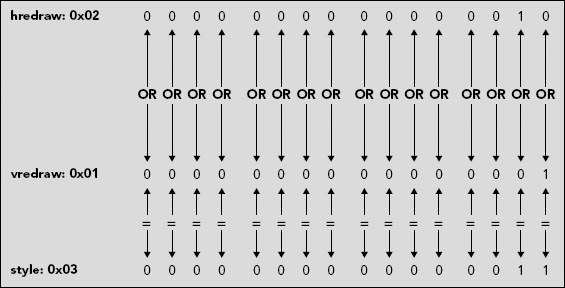 hredraw: 0x02 0 0 0 0 0 0 0 0 0 0 0 0 0 0 1 0
OR OR OR OR OR OR OR OR OR OR OR OR OR OR OR OR
vredraw: 0x01 0 0 0 0 0 0 0 0 0 0 0 0 0 0 0 1
= = = = = = = = = = = = = = = =
style: 0x03 0 0 0 0 0 0 0 0 0 0 0 0 0 0 1 1